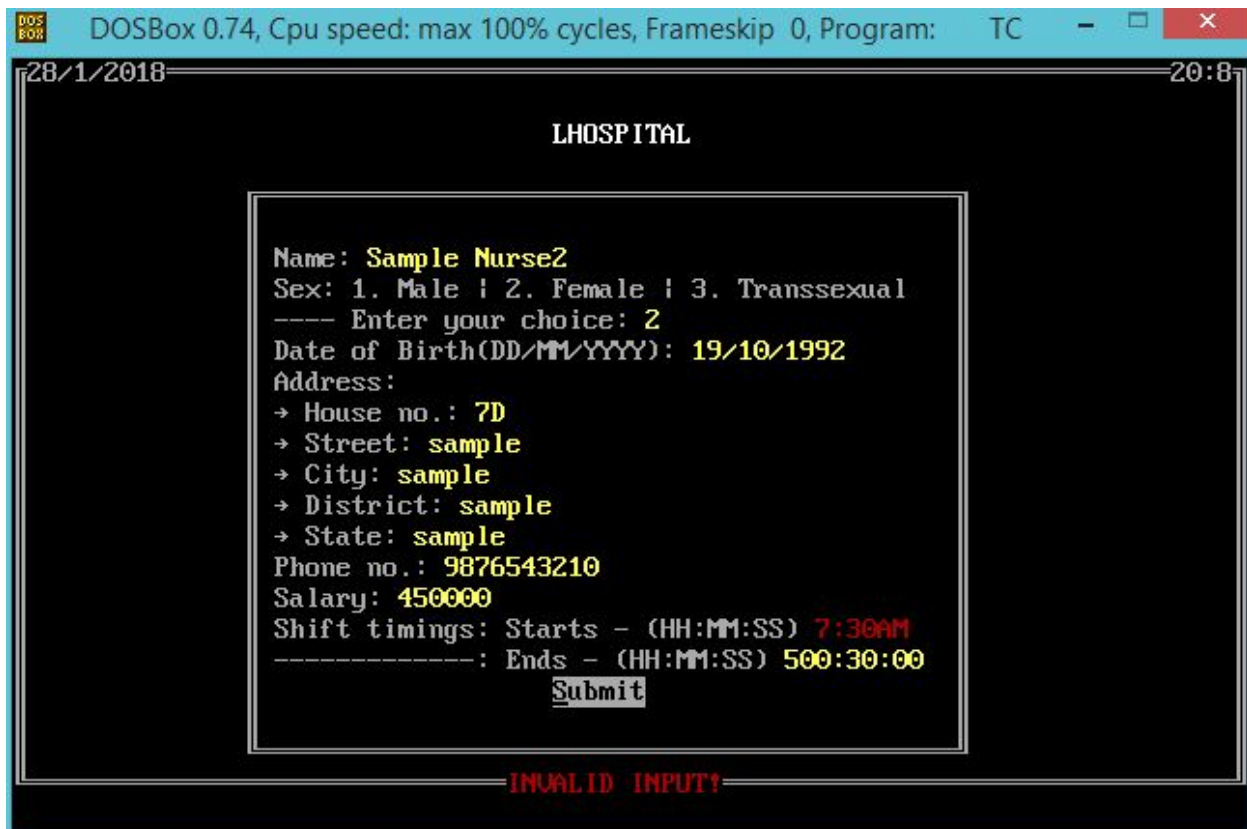 DOSBox 0.74, Cpu speed: max 100% cycles, Frameskip 0, Program: TC
28/1/2018 20:8
LHOSPITAL
Name: Sample Nurse2
Sex: 1. Male ¦ 2. Female ¦ 3. Transsexual
---- Enter your choice: 2
Date of Birth(DD/MM/YYYY): 19/10/1992
Address:
→ House no.: 7D
→ Street: sample
→ City: sample
→ District: sample
→ State: sample
Phone no.: 9876543210
Salary: 450000
Shift timings: Starts - (HH:MM:SS) 7:30AM
-------------: Ends - (HH:MM:SS) 500:30:00
Submit
INVALID INPUT!